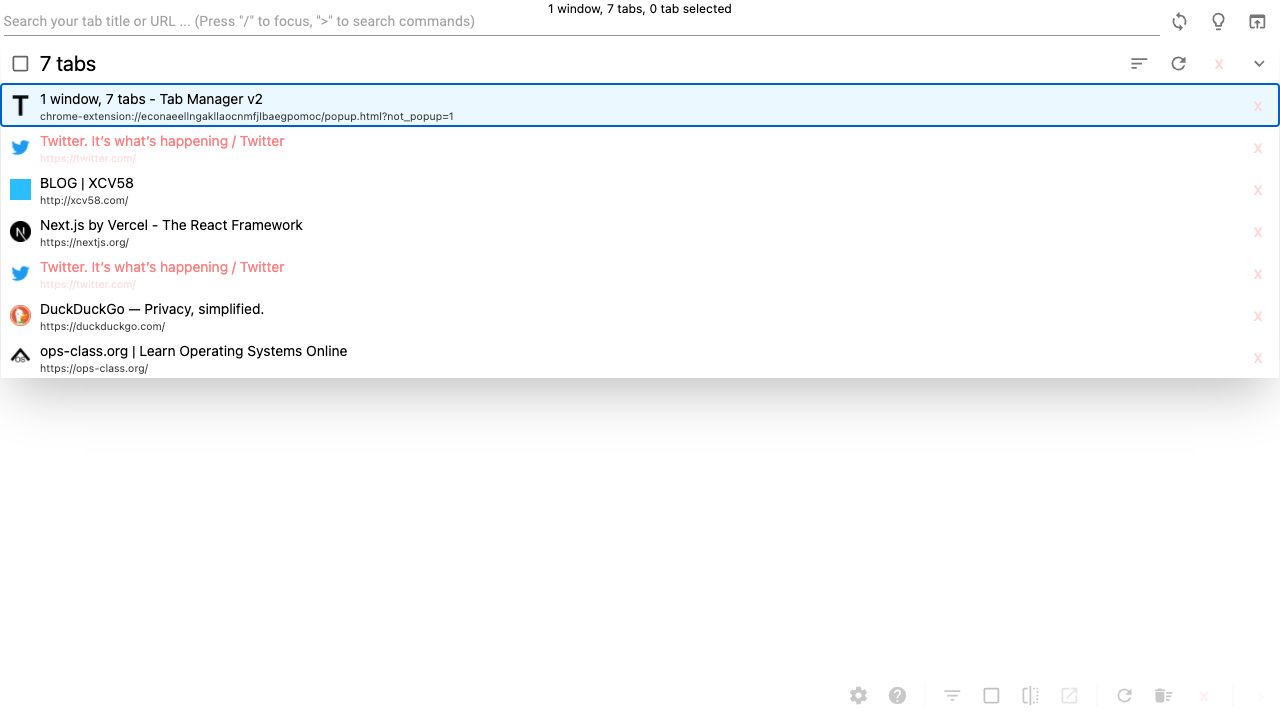 1 window, 7 tabs, 0 tab selected
Search your tab title or URL ... (Press "/" to focus, ">" to search commands)
7 tabs
x
T
1 window, 7 tabs - Tab Manager v2
chrome-extension://econaeellngakllaocnmfjlbaegpomoc/popup.html?not_popup=1
x
Twitter. It’s what’s happening / Twitter
https://twitter.com/
x
BLOG | XCV58
http://xcv58.com/
x
N
Next.js by Vercel - The React Framework
https://nextjs.org/
x
Twitter. It’s what’s happening / Twitter
https://twitter.com/
x
DuckDuckGo — Privacy, simplified.
https://duckduckgo.com/
x
OS
ops-class.org | Learn Operating Systems Online
https://ops-class.org/
x
x